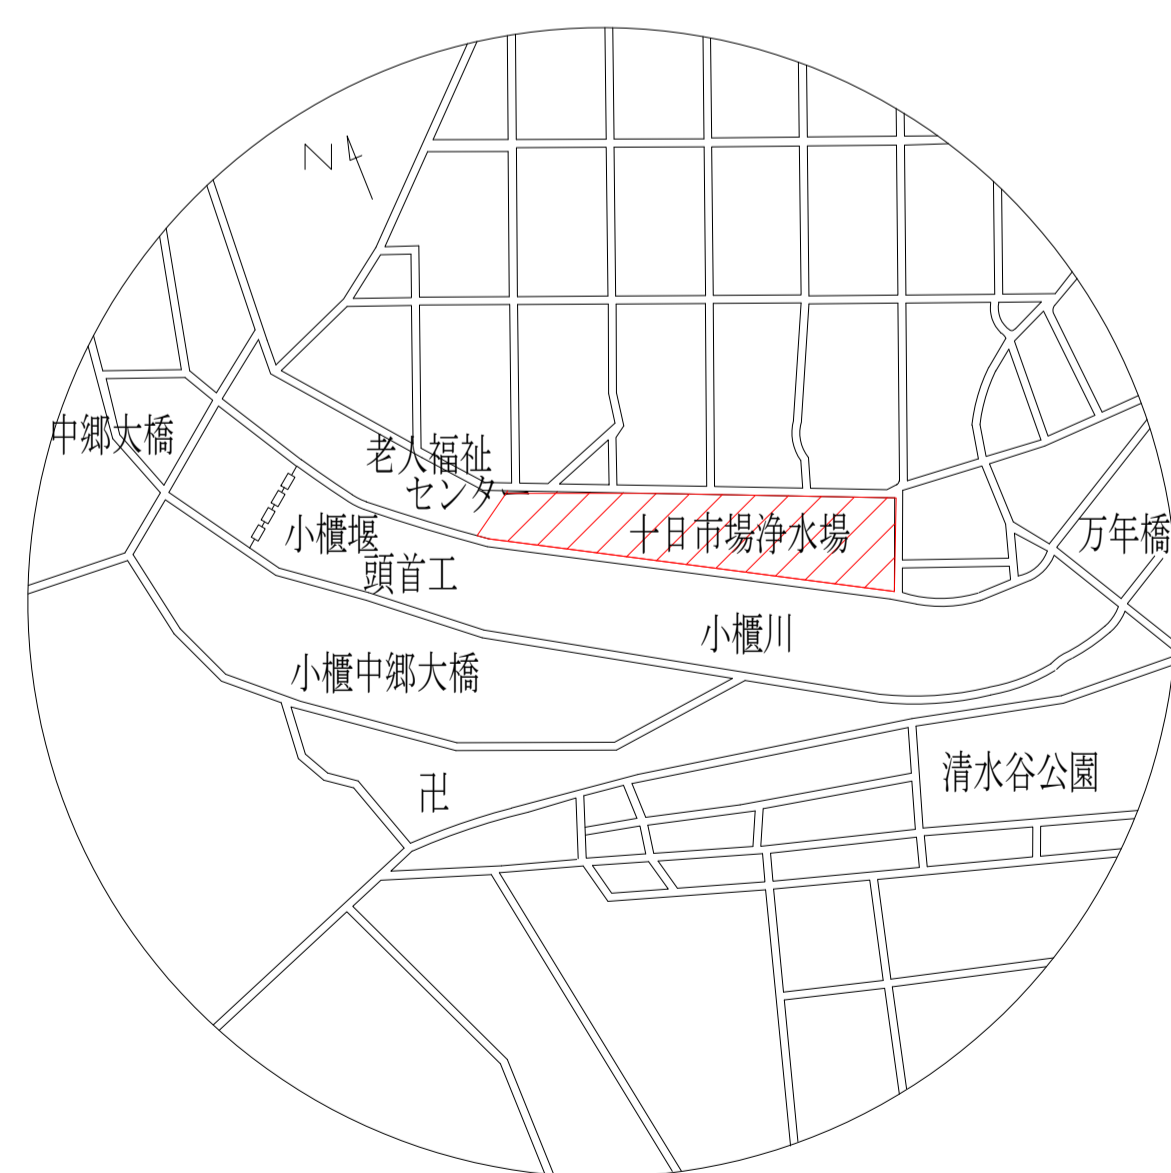 N
中郷大橋
老人福祉
センター
小櫃堰
頭首工
十日市場浄水場
万年橋
小櫃川
小櫃中郷大橋
卍
清水谷公園